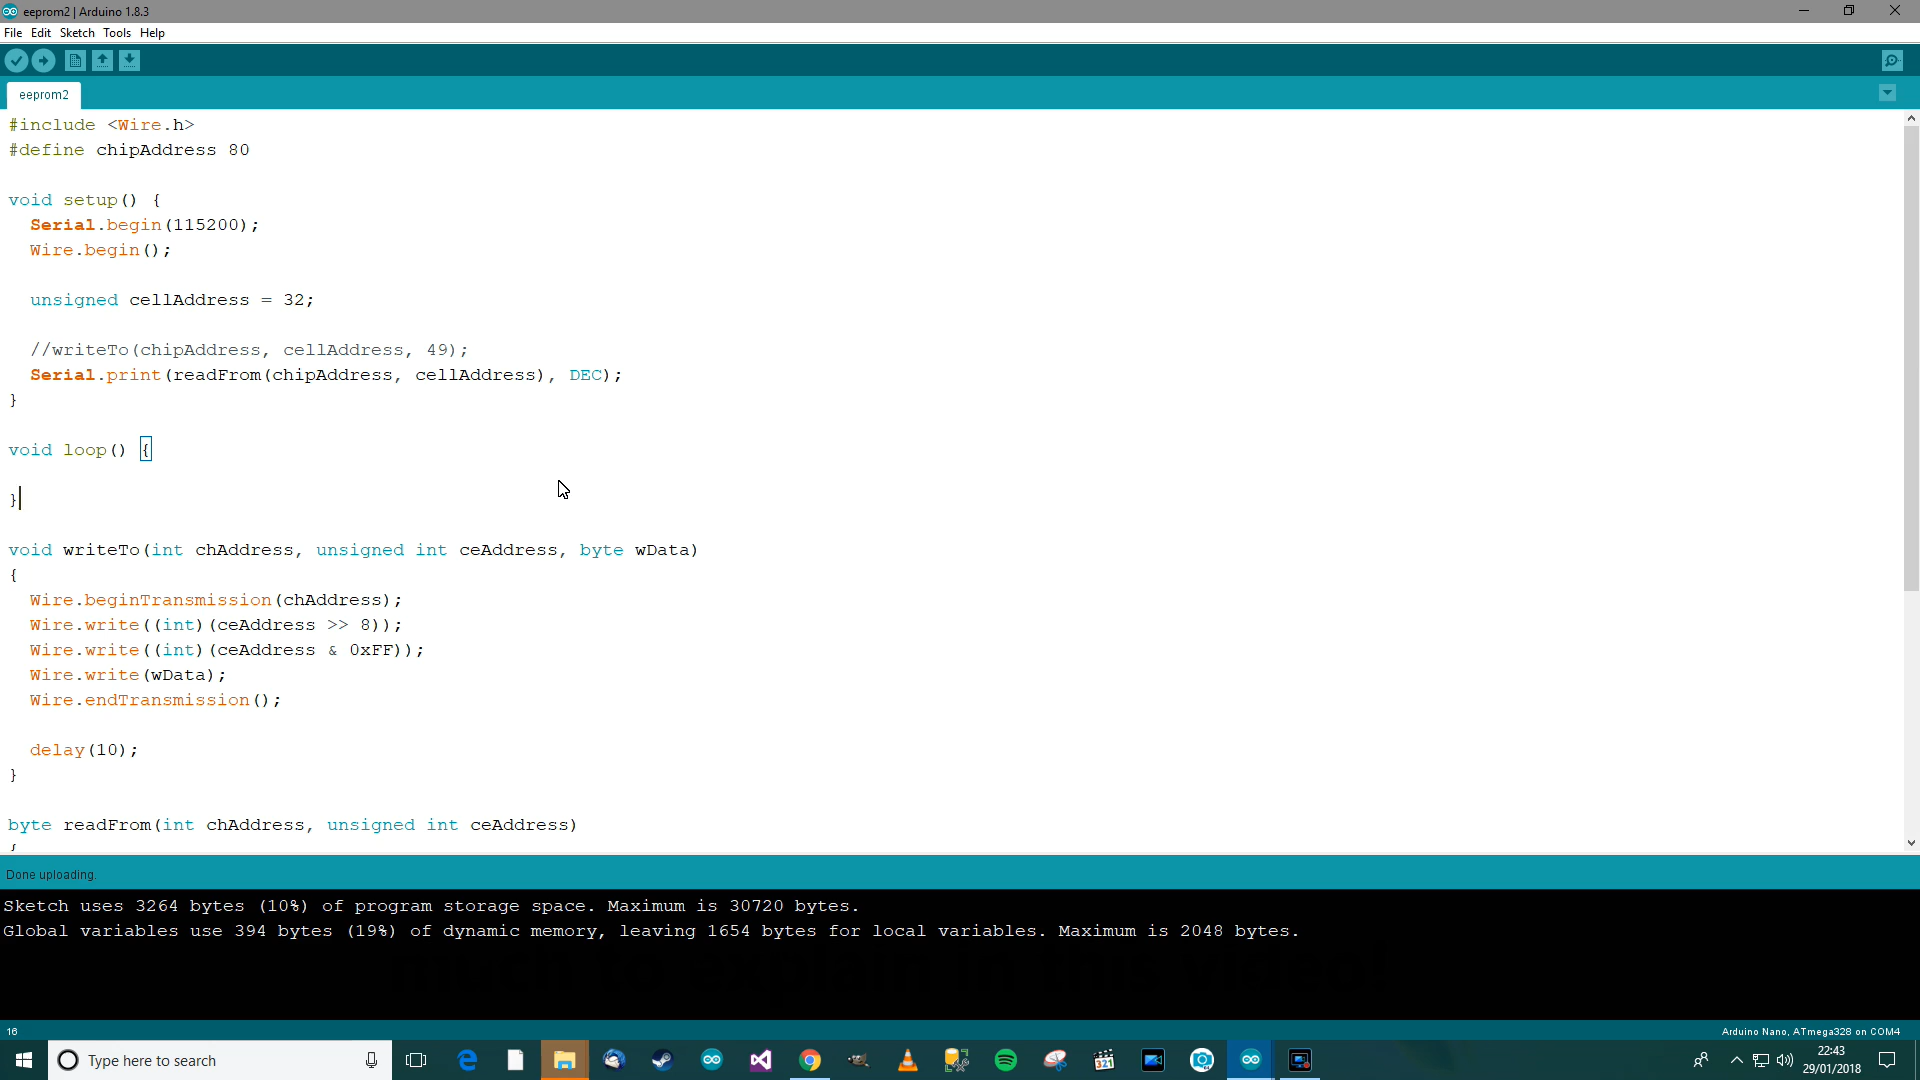 eeprom2 | Arduino 1.8.3
File Edit Sketch Tools Help
eeprom2
#include <Wire.h>
#define chipAddress 80
void setup() {
Serial.begin(115200);
Wire.begin();
unsigned cellAddress = 32;
//writeTo(chipAddress, cellAddress, 49);
Serial.print(readFrom(chipAddress, cellAddress), DEC);
}
void loop() {
}
void writeTo(int chAddress, unsigned int ceAddress, byte wData)
{
Wire.beginTransmission(chAddress);
Wire.write((int)(ceAddress >> 8));
Wire.write((int)(ceAddress & 0xFF));
Wire.write(wData);
Wire.endTransmission();
delay(10);
}
byte readFrom(int chAddress, unsigned int ceAddress)
{
Done uploading.
Sketch uses 3264 bytes (10%) of program storage space. Maximum is 30720 bytes.
Global variables use 394 bytes (19%) of dynamic memory, leaving 1654 bytes for local variables. Maximum is 2048 bytes.
16
Arduino Nano, ATmega328 on COM4
Type here to search
321
22:43
29/01/2018